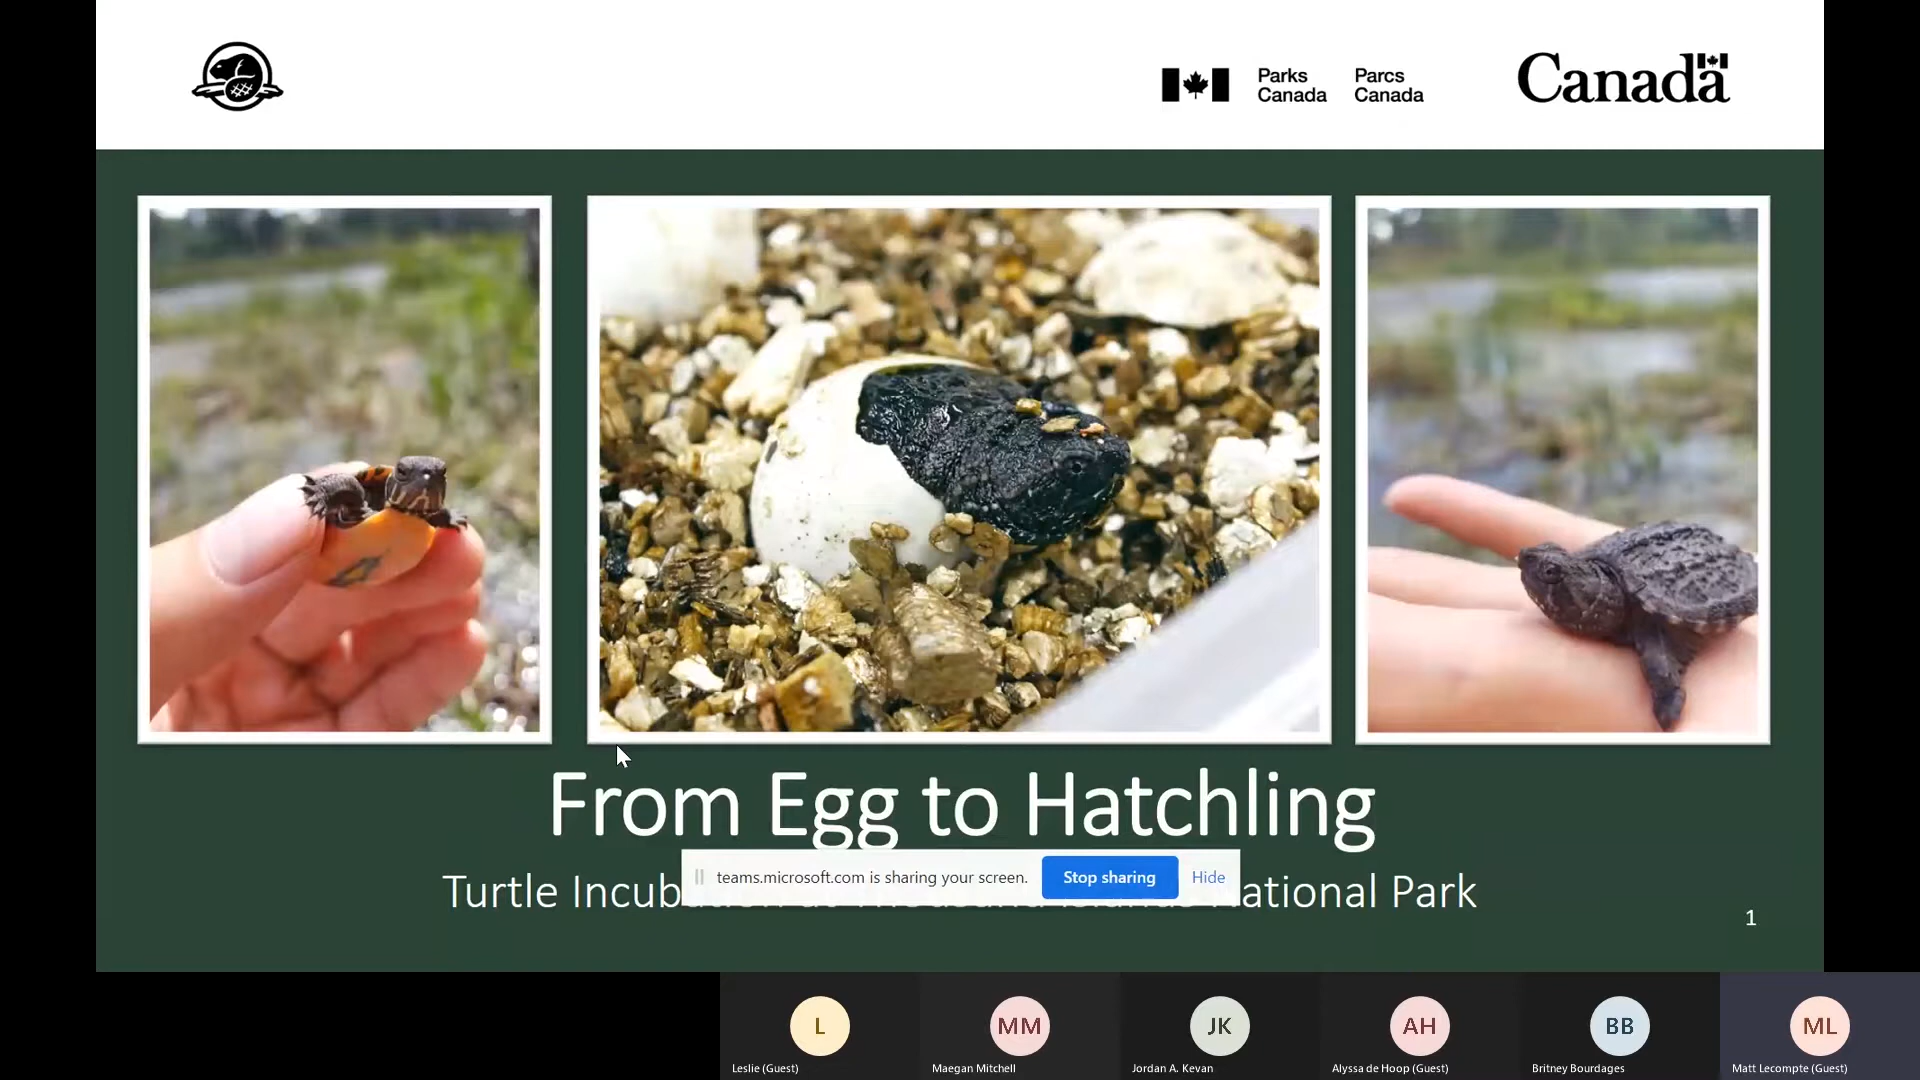 Parks Canada
Parcs Canada
Canada
From Egg to Hatchling
teams.microsoft.com is sharing your screen.
Stop sharing
Hide
Turtle National Park
1
L
MM
JK
AH
BB
ML
Leslie (Guest)
Maegan Mitchell
Jordan A. Kevan
Alyssa de Hoop (Guest)
Britney Bourdages
Matt Lecompte (Guest)